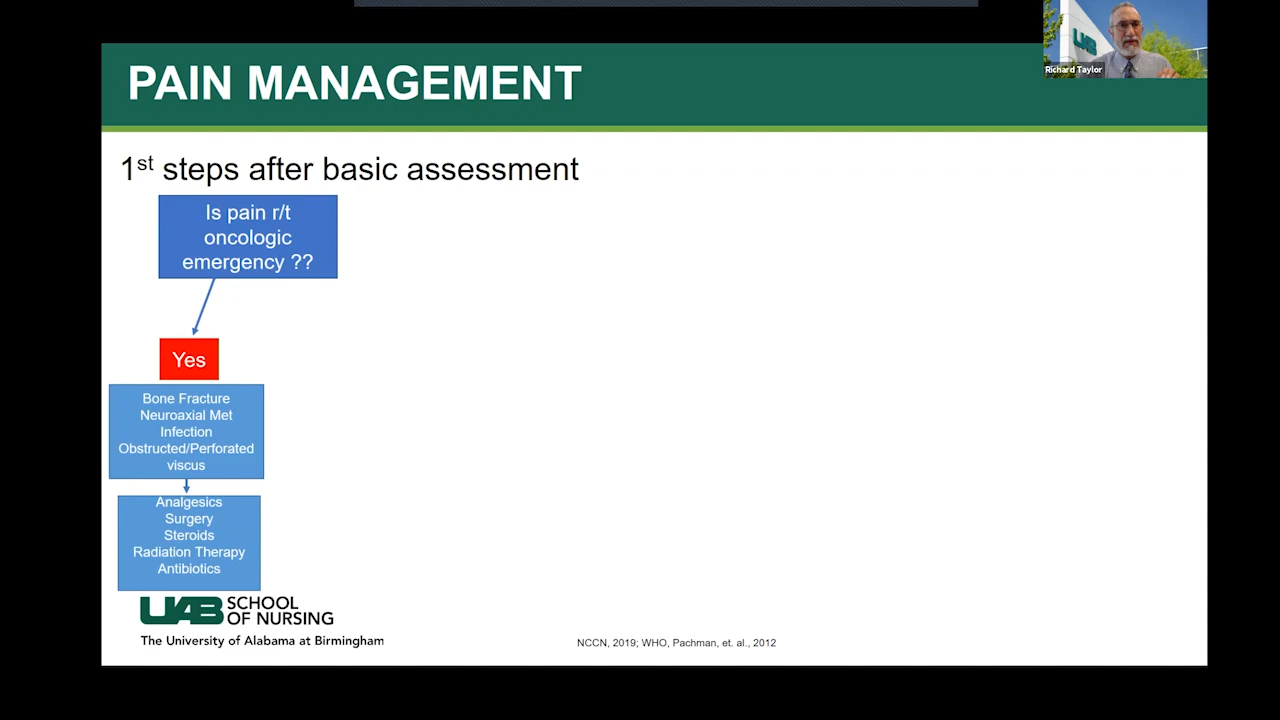 UAB
Richard Taylor
PAIN MANAGEMENT
1st steps after basic assessment
Is pain r/t
oncologic
emergency ??
Yes
Bone Fracture
Neuroaxial Met
Infection
Obstructed/Perforated
viscus
Analgesics
Surgery
Steroids
Radiation Therapy
Antibiotics
UAB SCHOOL
OF NURSING
The University of Alabama at Birmingham
NCCN, 2019; WHO, Pachman, et. al., 2012